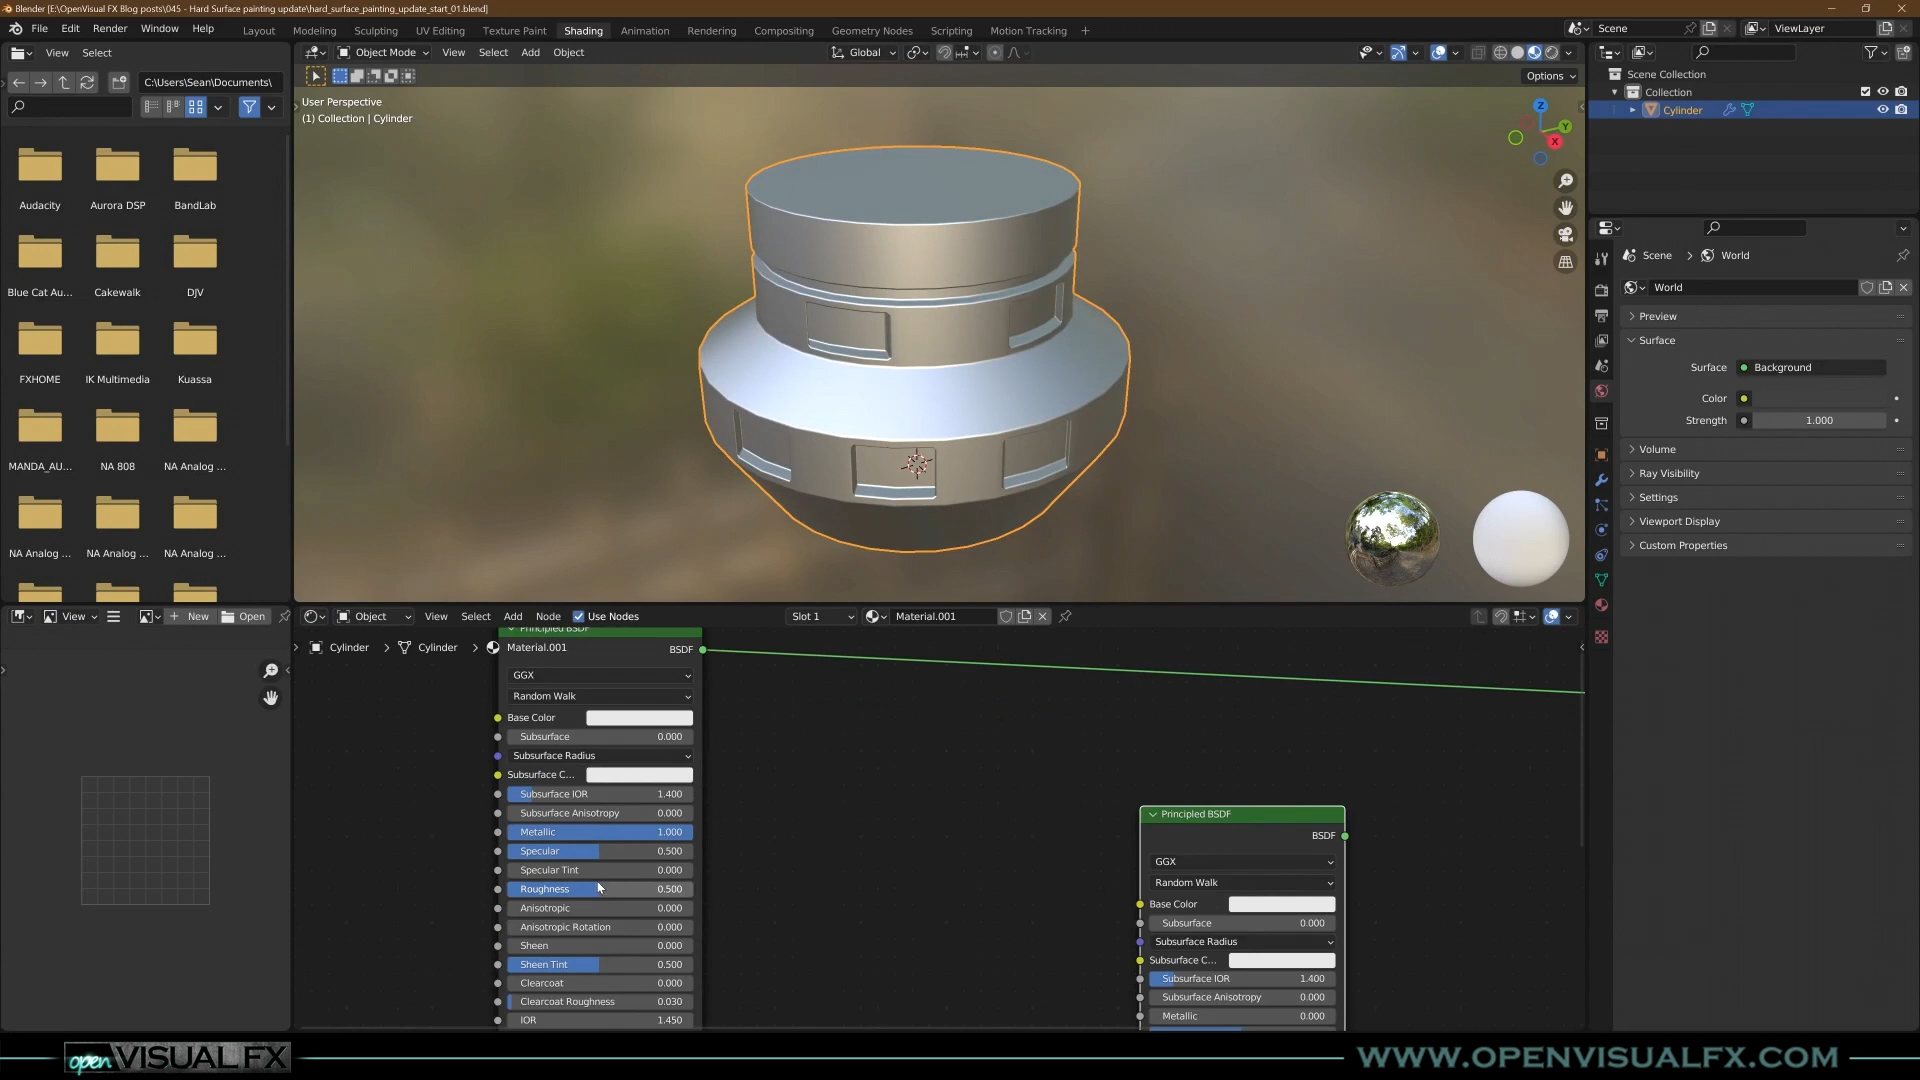 Blender [E:\OpenVisual FX Blog posts\045 - Hard Surface painting update\hard_surface_painting_update_start_01.blend]
File Edit Render Window Help Layout Modeling Sculpting UV Editing Texture Paint Shading Animation Rendering Compositing Geometry Nodes Scripting Motion Tracking + Scene ViewLayer
View Select
Object Mode View Select Add Object Global
C:\Users\Sean\Documents\
Options
User Perspective
(1) Collection | Cylinder
Z
Y
X
Audacity Aurora DSP BandLab
Blue Cat Au... Cakewalk DJV
FXHOME IK Multimedia Kuassa
MANDA_AU... NA 808 NA Analog ...
NA Analog ... NA Analog ... NA Analog ...
Scene Collection
Collection
Cylinder
Scene > World
World
Preview
Surface
Surface Background
Color
Strength 1.000
Volume
Ray Visibility
Settings
Viewport Display
Custom Properties
View New Open
Object View Select Add Node Use Nodes Slot 1 Material.001
Principled BSDF
Cylinder > Cylinder > Material.001
BSDF
GGX
Random Walk
Base Color
Subsurface 0.000
Subsurface Radius
Subsurface C...
Subsurface IOR 1.400
Subsurface Anisotropy 0.000
Metallic 1.000
Specular 0.500
Specular Tint 0.000
Roughness 0.500
Anisotropic 0.000
Anisotropic Rotation 0.000
Sheen 0.000
Sheen Tint 0.500
Clearcoat 0.000
Clearcoat Roughness 0.030
IOR 1.450
Principled BSDF
BSDF
GGX
Random Walk
Base Color
Subsurface 0.000
Subsurface Radius
Subsurface C...
Subsurface IOR 1.400
Subsurface Anisotropy 0.000
Metallic 0.000
open VISUALFX
WWW.OPENVISUALFX.COM